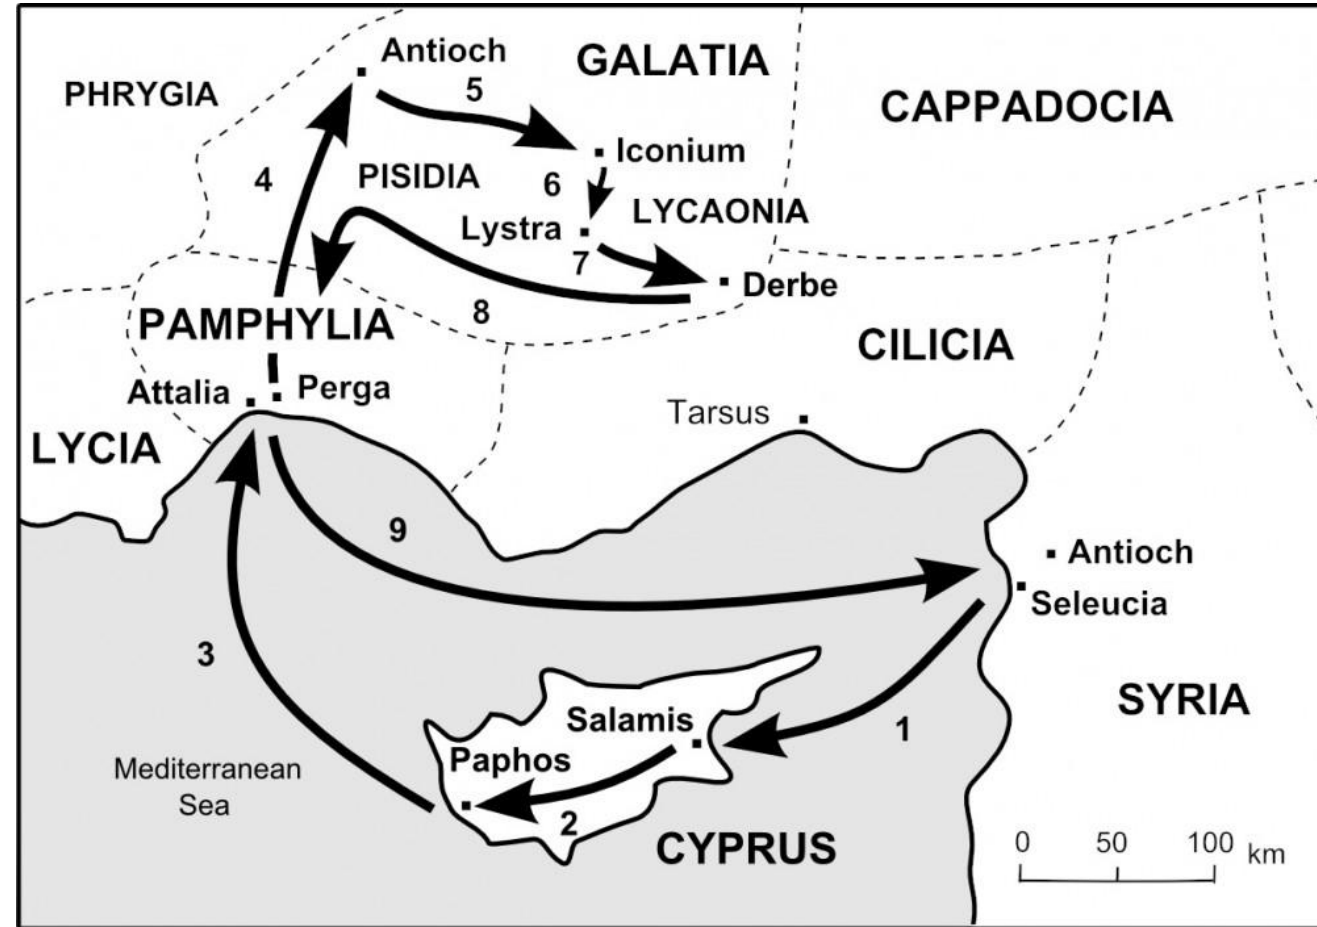 Antioch
GALATIA
PHRYGIA
5
CAPPADOCIA
Iconium
4
PISIDIA
6
LYCAONIA
Lystra
7
Derbe
8
PAMPHYLIA
CILICIA
Attalia
Perga
Tarsus
LYCIA
9
Antioch
Seleucia
3
SYRIA
Salamis
1
Paphos
Mediterranean
Sea
2
CYPRUS
0 50 100 km